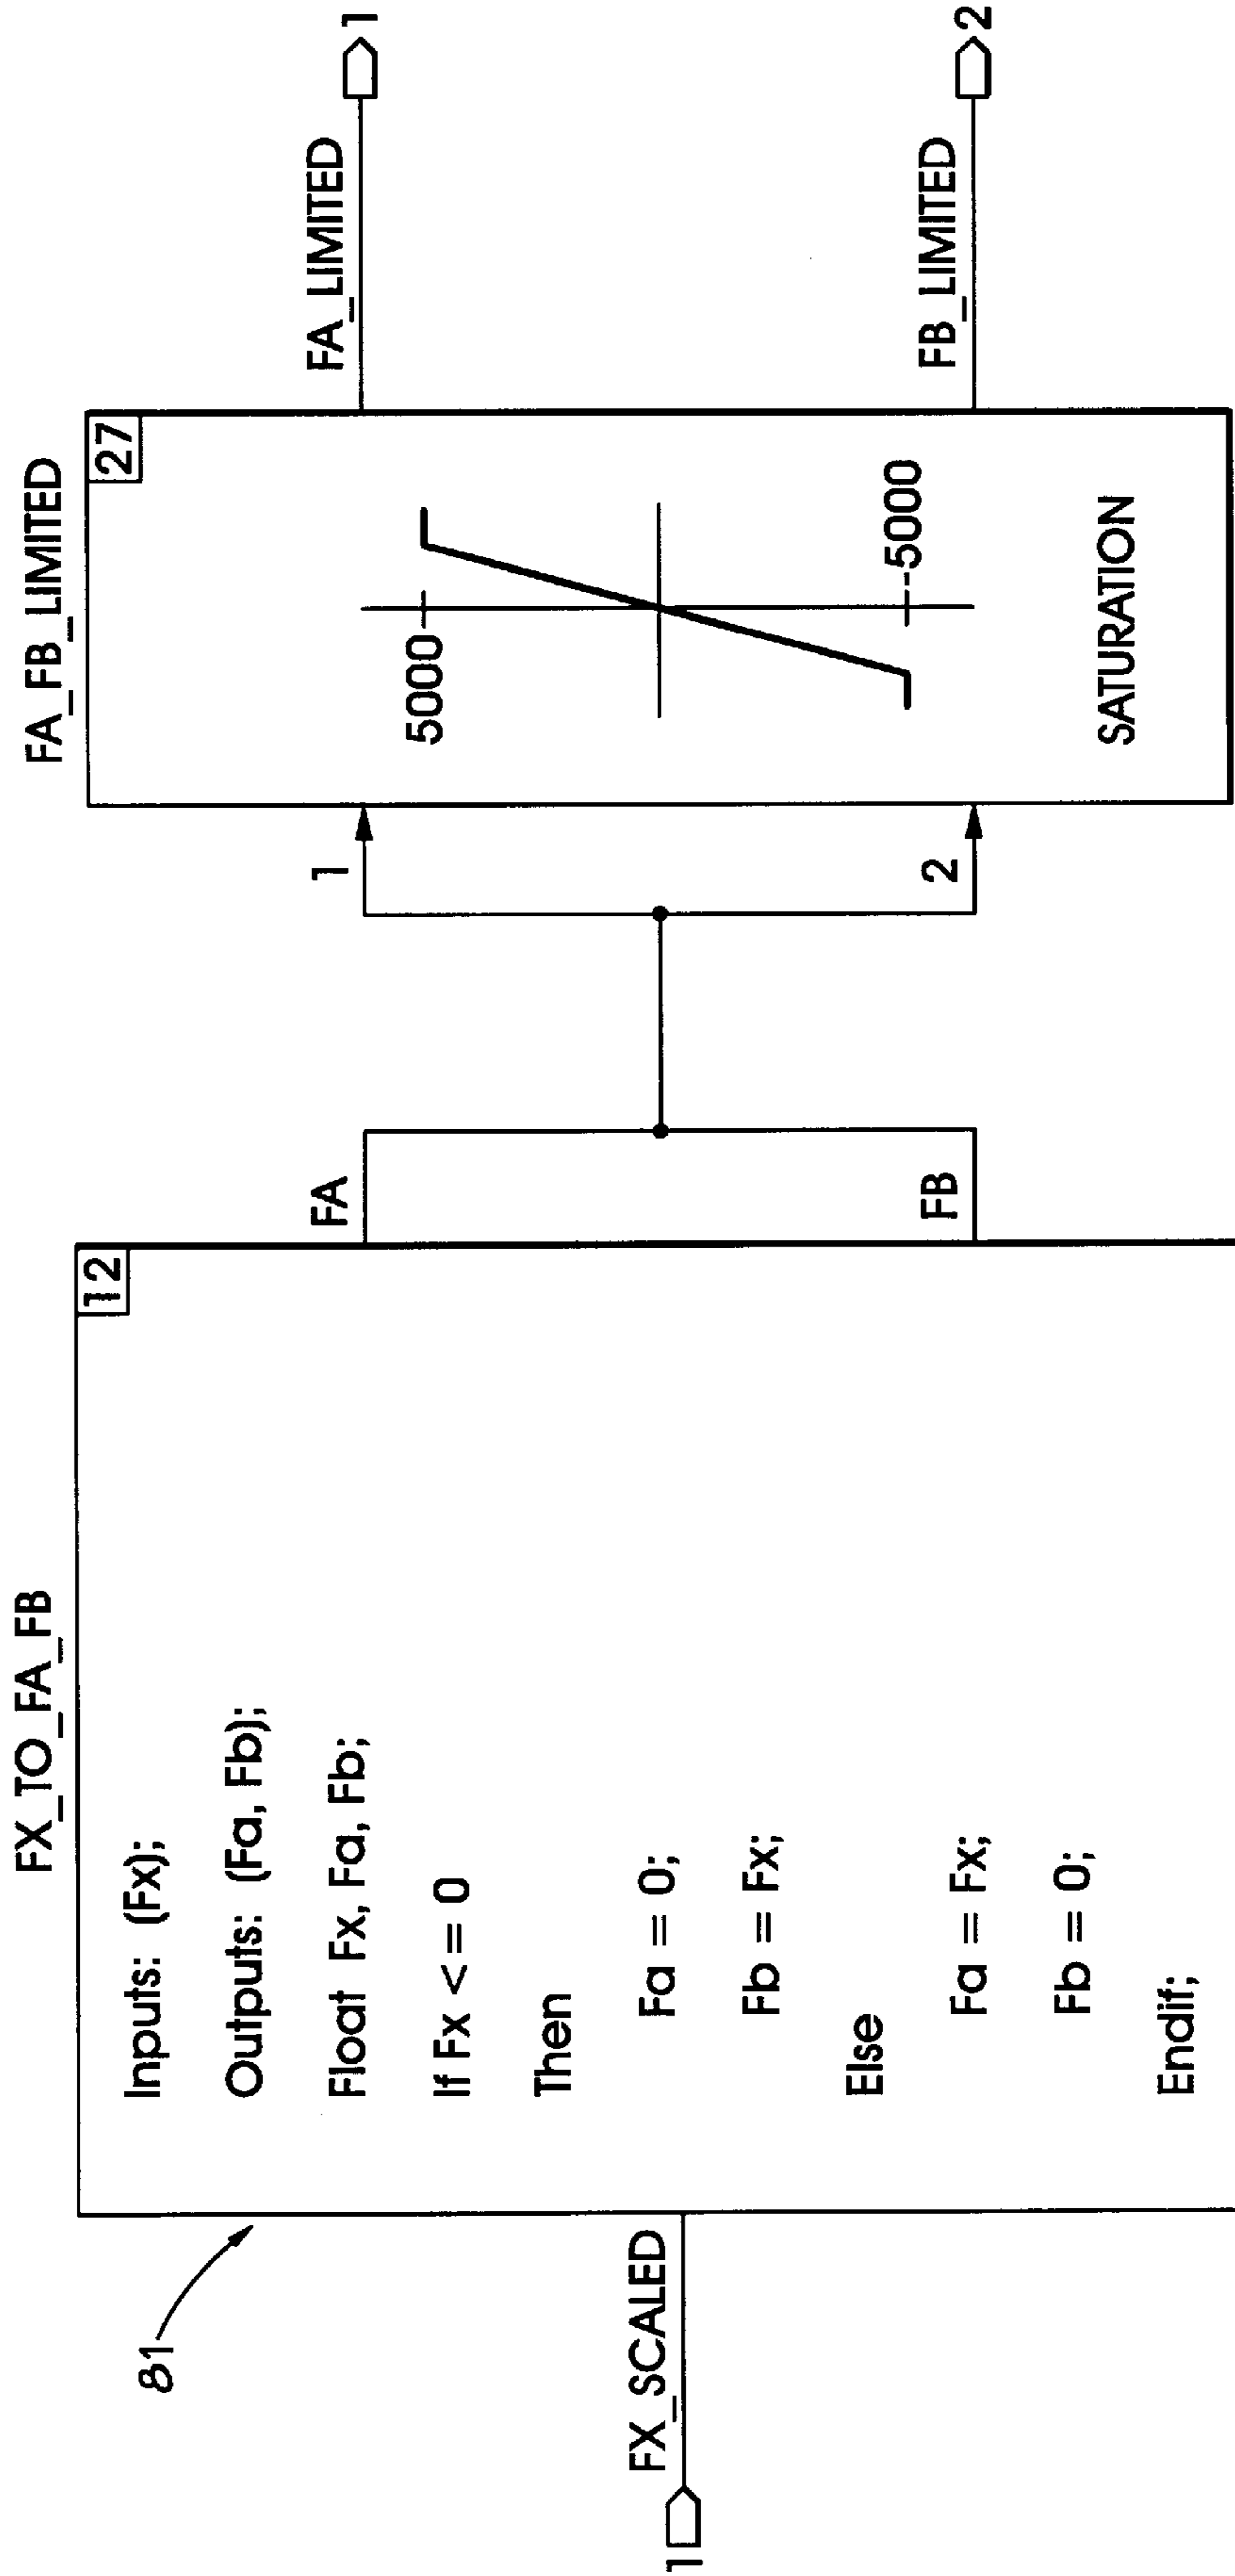 81
1
FX_SCALED
FX_TO_FA_FB
12
Inputs: (Fx);
Outputs: (Fa, Fb);
Float Fx, Fa, Fb;
If Fx <= 0
Then
Fa = 0;
Fb = Fx;
Else
Fa = Fx;
Fb = 0;
Endif;
FA
FB
1
2
FA_FB_LIMITED
27
5000
-5000
SATURATION
FA_LIMITED
1
FB_LIMITED
2